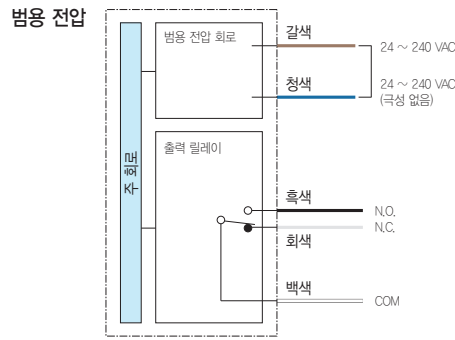 범용 전압
범용 전압 회로
갈색
24 ~ 240 VAC
청색
24 ~ 240 VAC
(극성 없음)
주 회로
출력 릴레이
흑색
N.O.
N.C.
회색
백색
COM